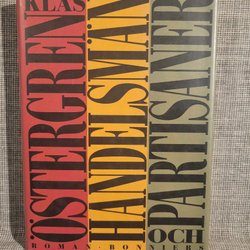 KLAS
ÖSTERGREN
HANDELSMÄN
OCH
PARTISANER
ROMAN · BONNIERS